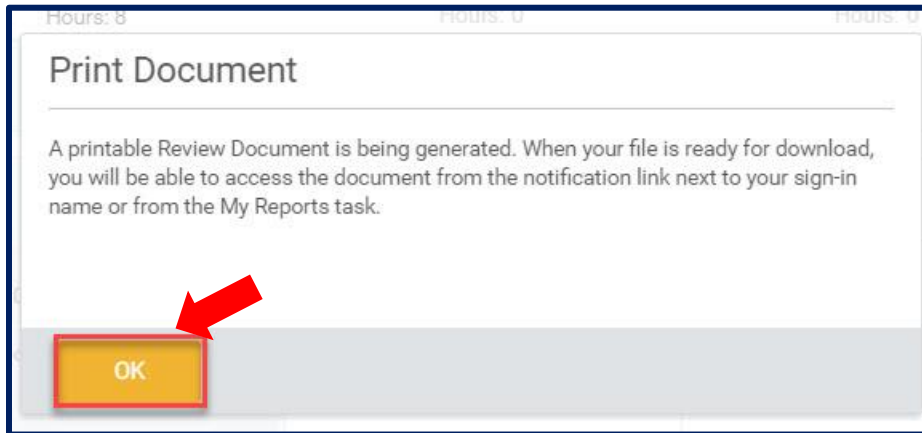 Hours: 8 Hours: 0 Hours: 0
Print Document
A printable Review Document is being generated. When your file is ready for download,
you will be able to access the document from the notification link next to your sign-in
name or from the My Reports task.
OK